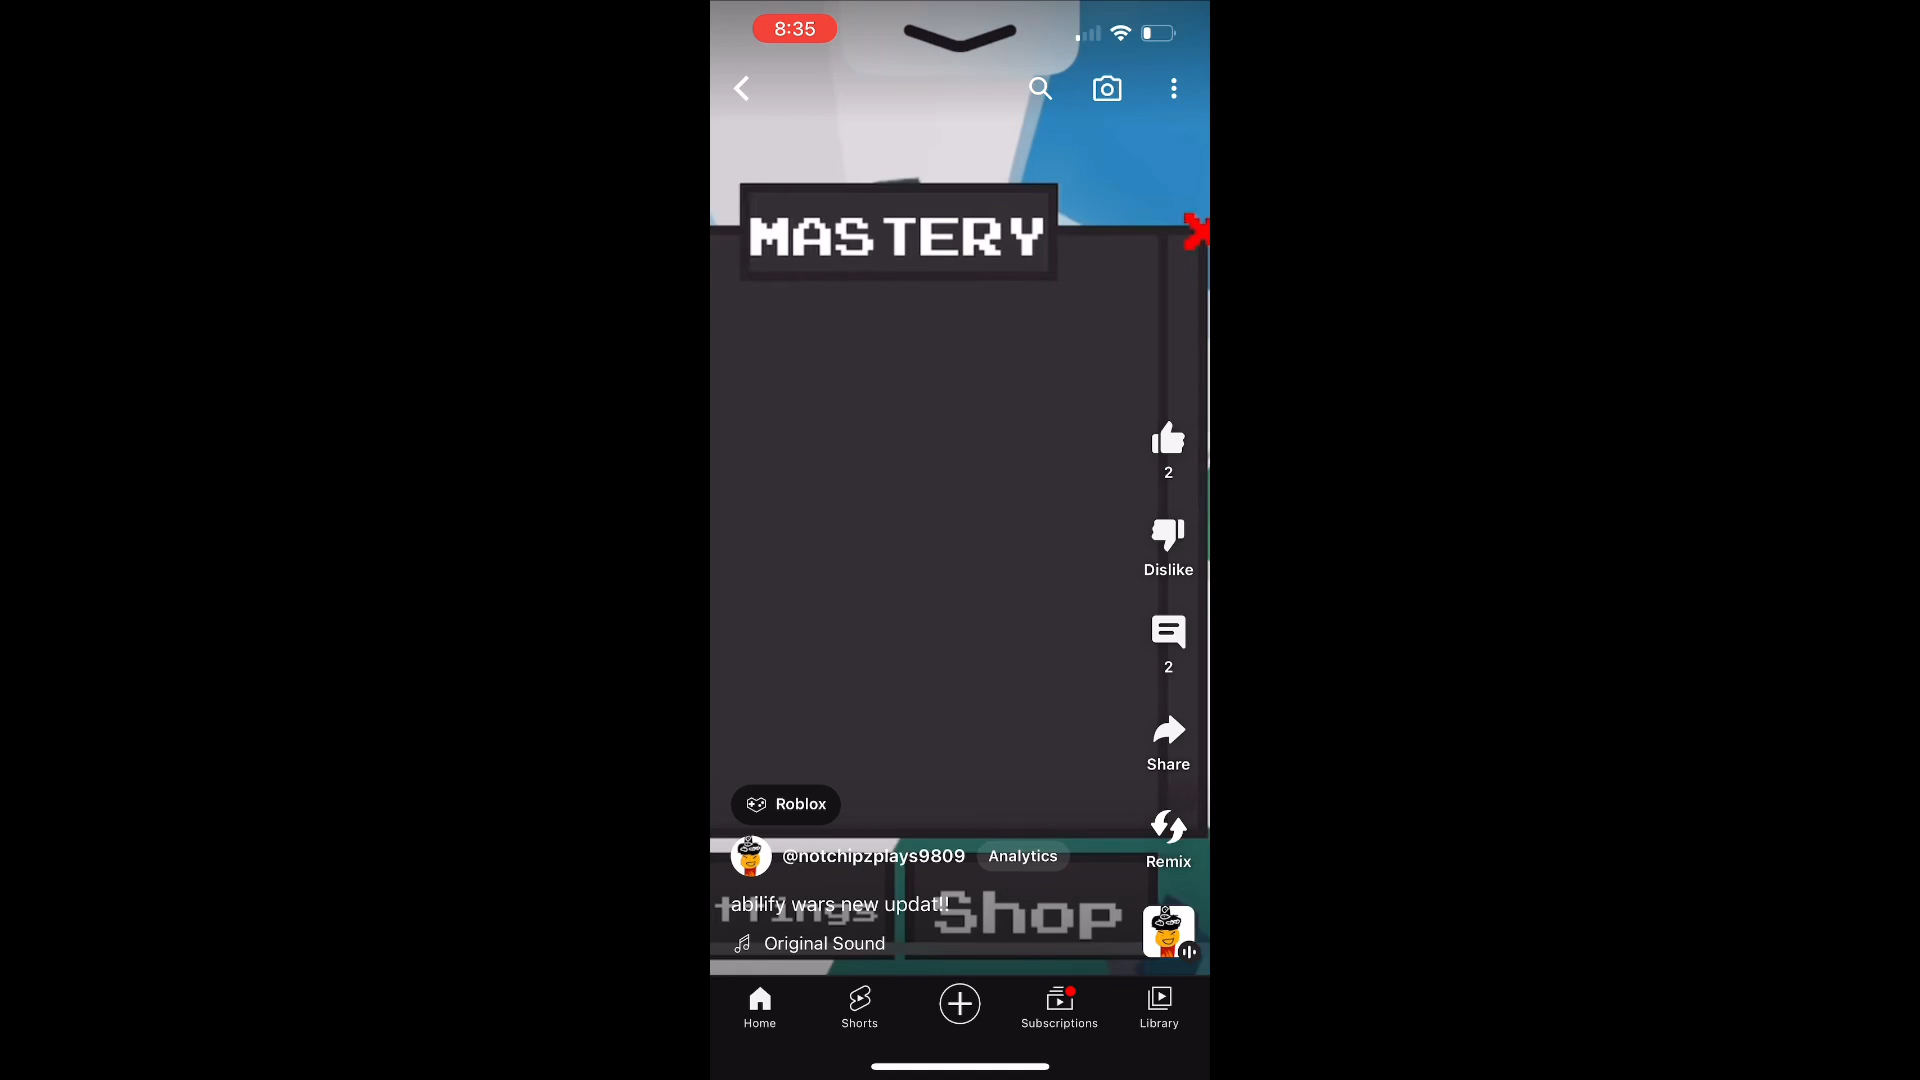 8:35
MASTERY
2
Dislike
2
Share
Roblox
Remix
@notchipzplays9809 Analytics
abilify wars new updat!!
ttings Shop
Original Sound
Home Shorts Subscriptions Library